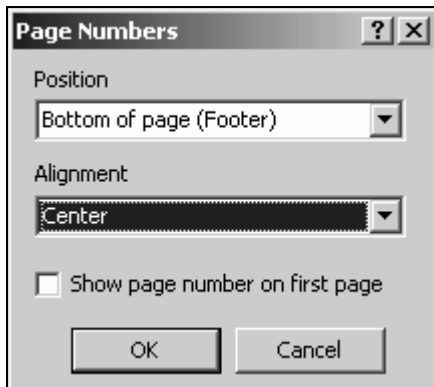 Page Numbers
Position
Bottom of page (Footer)
Alignment
Center
Show page number on first page
OK Cancel